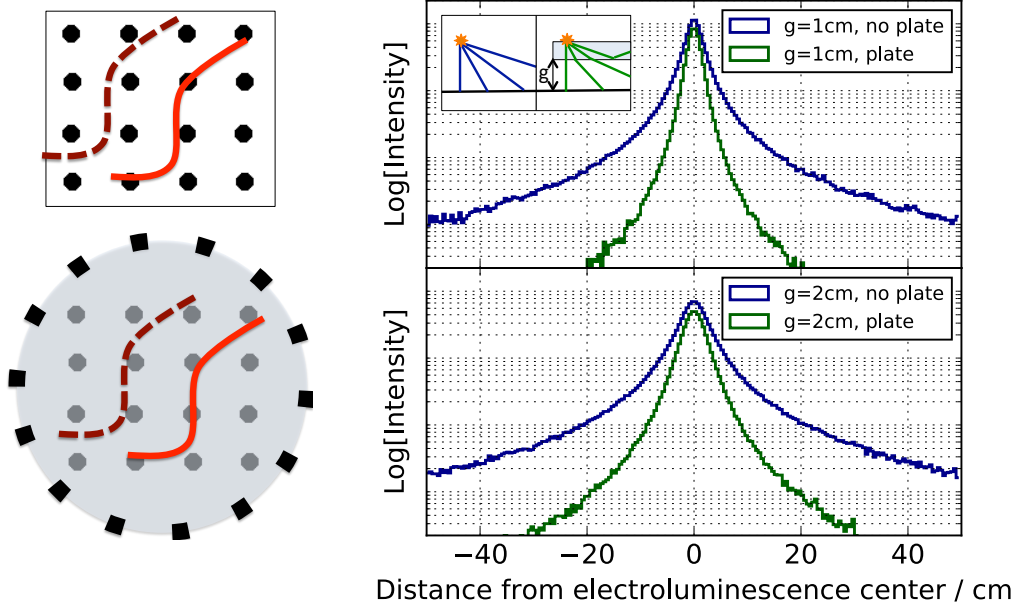 Log[Intensity]
g
g=1cm, no plate
g=1cm, plate
Log[Intensity]
g=2cm, no plate
g=2cm, plate
−40 −20 0 20 40
Distance from electroluminescence center / cm